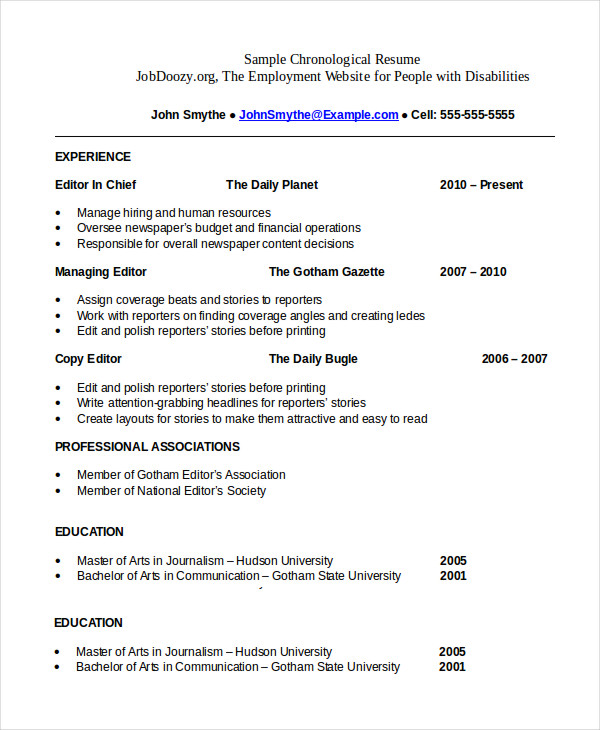 Sample Chronological Resume
JobDoozy.org, The Employment Website for People with Disabilities
John Smythe ● JohnSmythe@Example.com ● Cell: 555-555-5555
EXPERIENCE
Editor In Chief The Daily Planet 2010 – Present
• Manage hiring and human resources
• Oversee newspaper's budget and financial operations
• Responsible for overall newspaper content decisions
Managing Editor The Gotham Gazette 2007 – 2010
• Assign coverage beats and stories to reporters
• Work with reporters on finding coverage angles and creating ledes
• Edit and polish reporters' stories before printing
Copy Editor The Daily Bugle 2006 – 2007
• Edit and polish reporters' stories before printing
• Write attention-grabbing headlines for reporters' stories
• Create layouts for stories to make them attractive and easy to read
PROFESSIONAL ASSOCIATIONS
• Member of Gotham Editor's Association
• Member of National Editor's Society
EDUCATION
• Master of Arts in Journalism – Hudson University 2005
• Bachelor of Arts in Communication – Gotham State University 2001
EDUCATION
• Master of Arts in Journalism – Hudson University 2005
• Bachelor of Arts in Communication – Gotham State University 2001